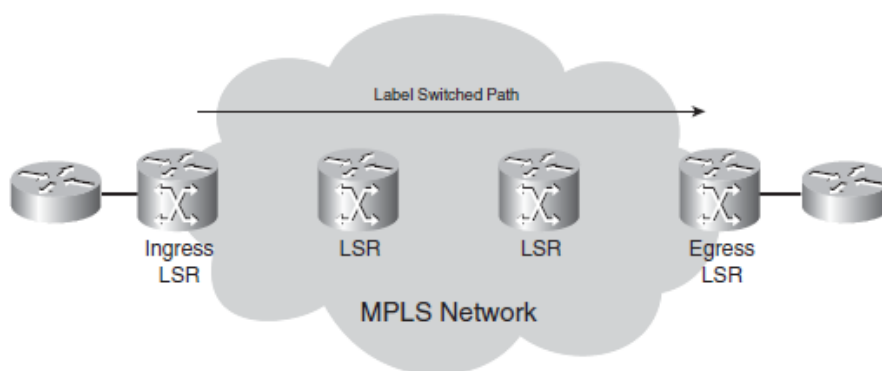 Label Switched Path
Ingress
LSR
LSR
LSR
Egress
LSR
MPLS Network